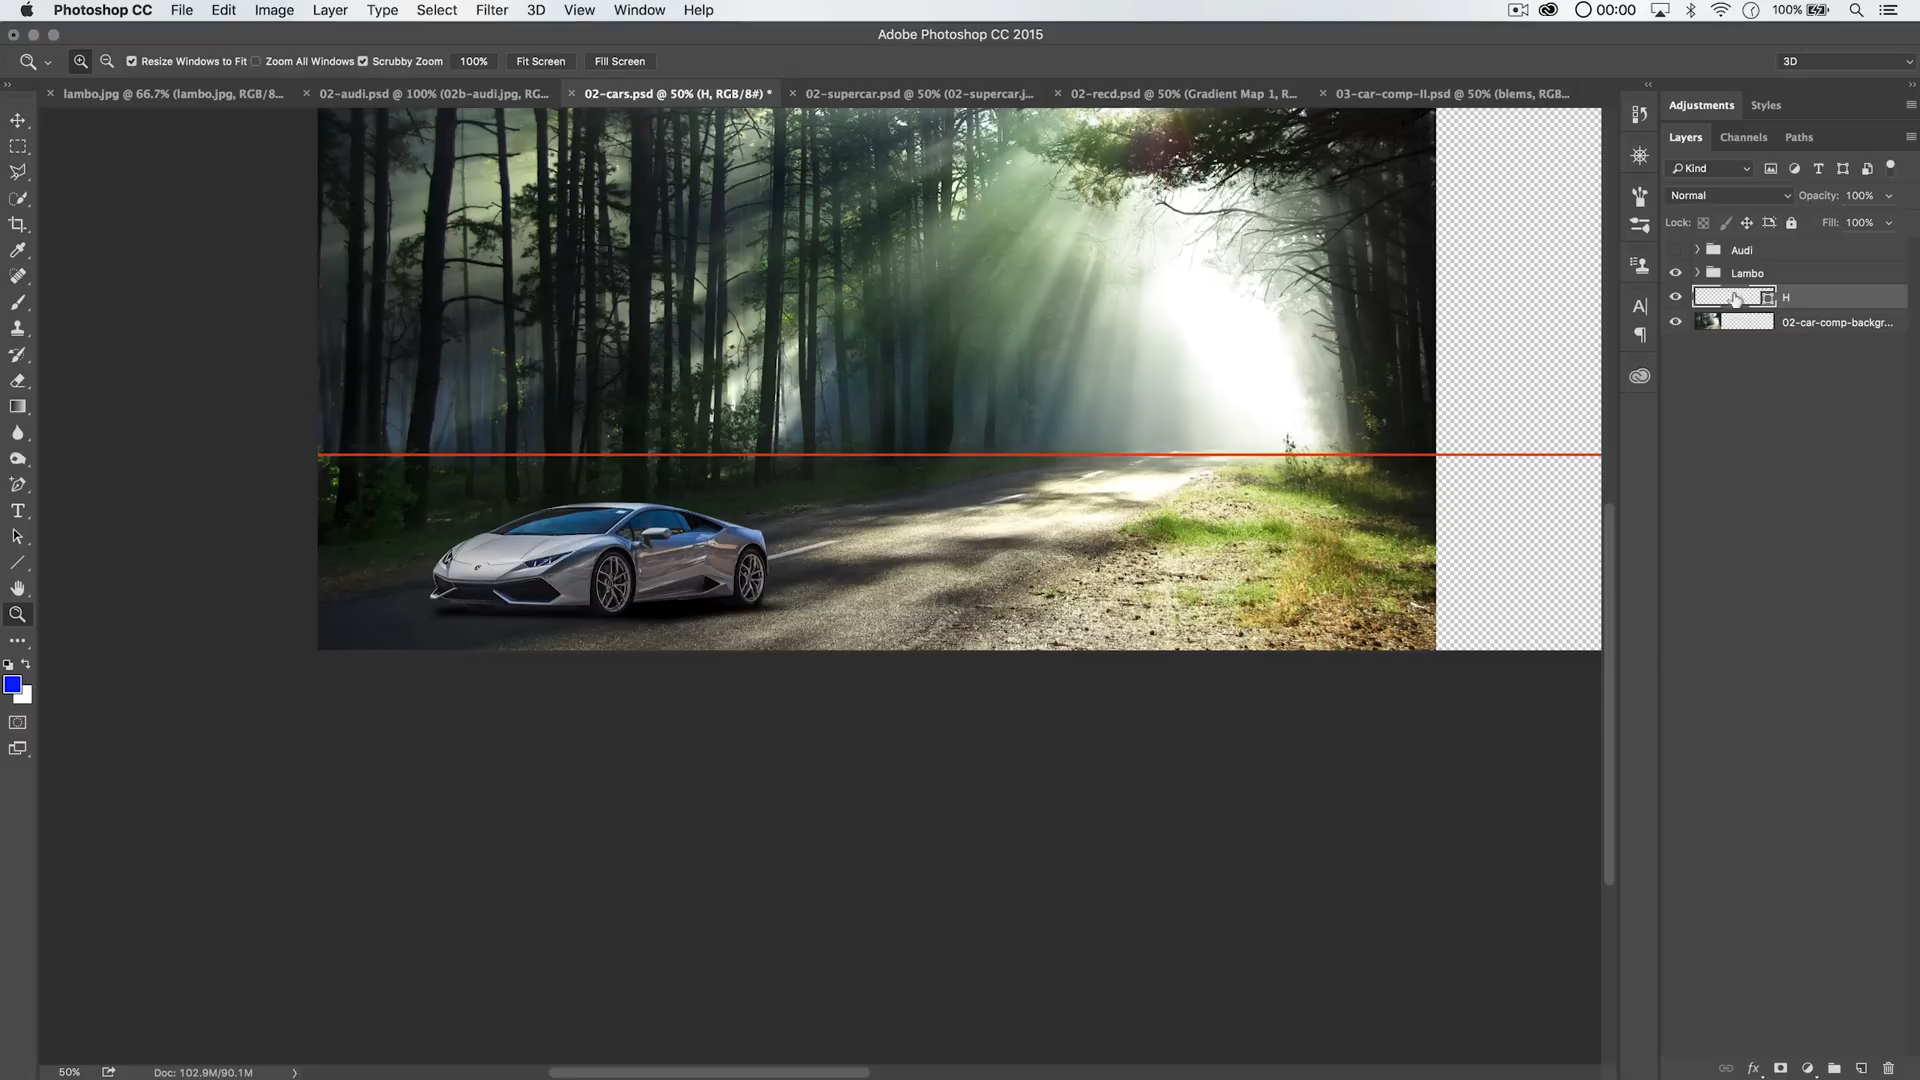 Photoshop CC File Edit Image Layer Type Select Filter 3D View Window Help 00:00 100%
Adobe Photoshop CC 2015
Resize Windows to Fit Zoom All Windows Scrubby Zoom 100% Fit Screen Fill Screen 3D
lambo.jpg @ 66.7% (lambo.jpg, RGB/8... 02-audi.psd @ 100% (02b-audi.jpg, RG... 02-cars.psd @ 50% (H, RGB/8#) * 02-supercar.psd @ 50% (02-supercar.j... 02-recd.psd @ 50% (Gradient Map 1, R... 03-car-comp-II.psd @ 50% (blems, RGB...
Adjustments Styles
Layers Channels Paths
Kind
Normal Opacity: 100%
Lock: Fill: 100%
Audi
Lambo
H
02-car-comp-backgr...
50% Doc: 102.9M/90.1M